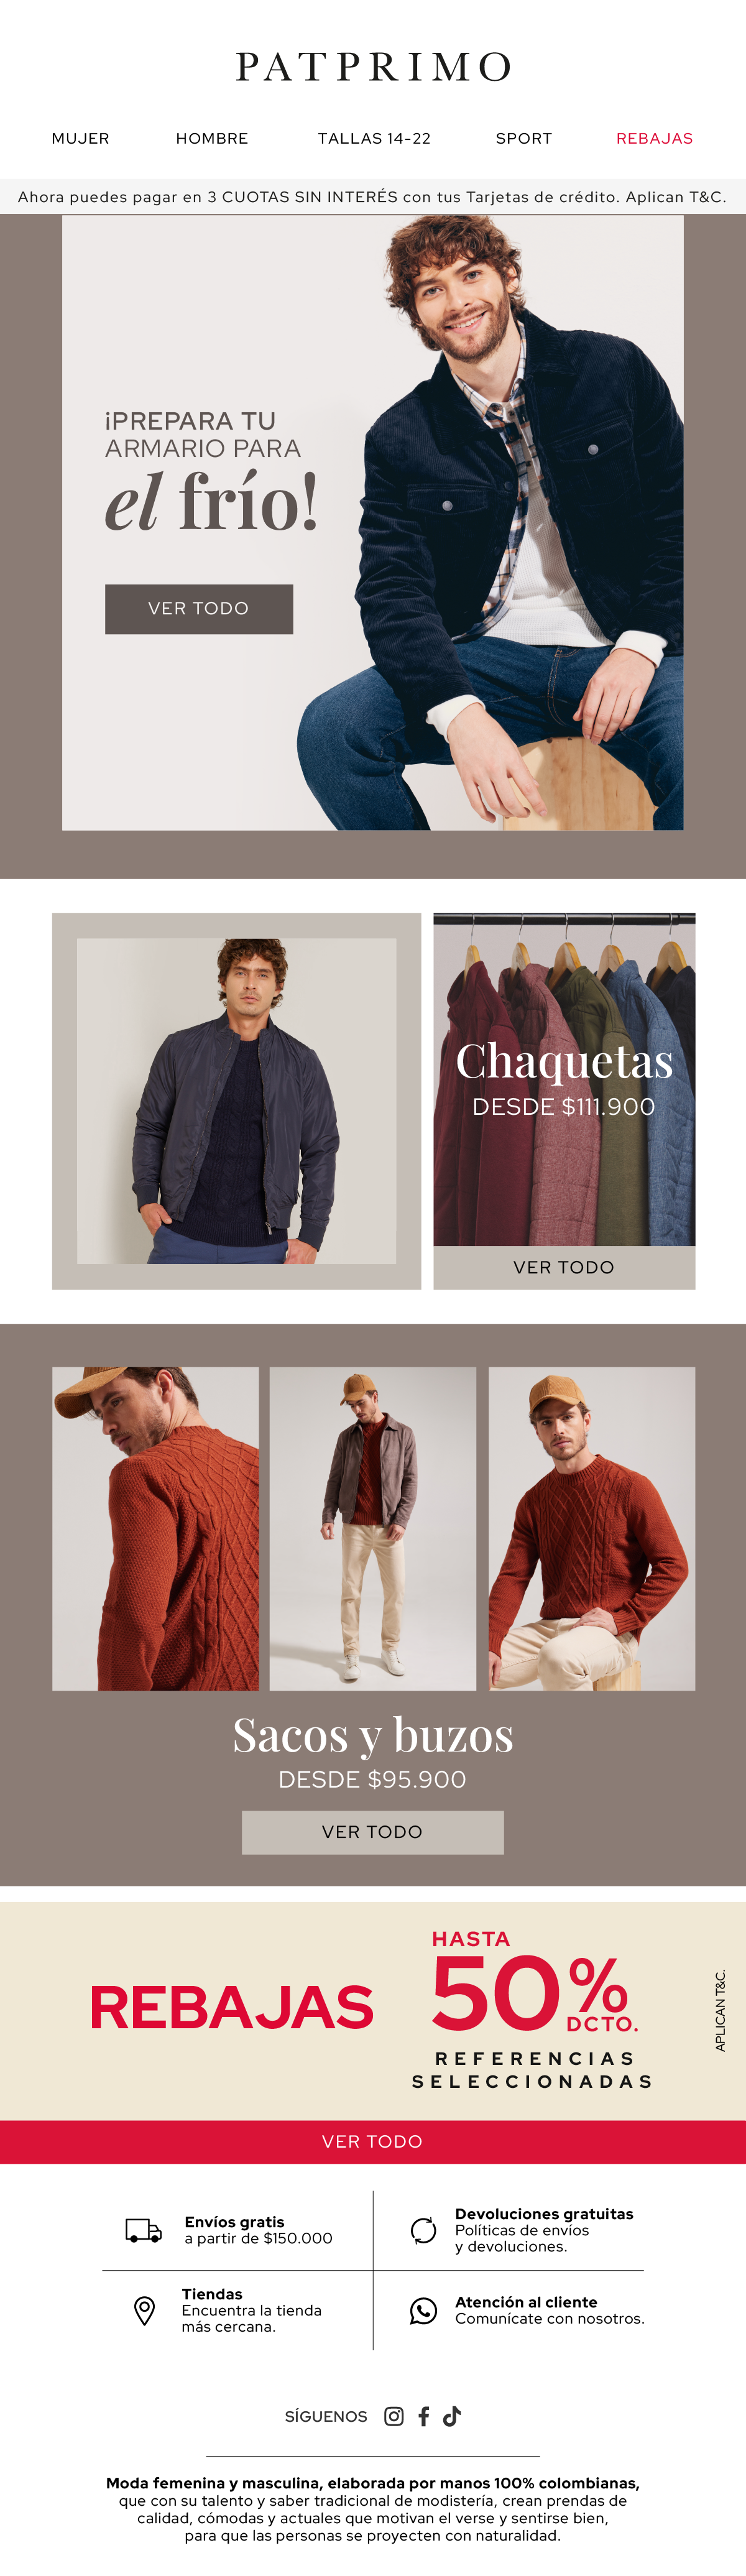 PATPRIMO
MUJER HOMBRE TALLAS 14-22 SPORT REBAJAS
Ahora puedes pagar en 3 CUOTAS SIN INTERÉS con tus Tarjetas de crédito. Aplican T&C.
¡PREPARA TU
ARMARIO PARA
el frío!
VER TODO
Chaquetas
DESDE $111.900
VER TODO
Sacos y buzos
DESDE $95.900
VER TODO
REBAJAS
HASTA
50%
DCTO.
REFERENCIAS
SELECCIONADAS
APLICAN T&C.
VER TODO
Envíos gratis
a partir de $150.000
Devoluciones gratuitas
Políticas de envíos
y devoluciones.
Tiendas
Encuentra la tienda
más cercana.
Atención al cliente
Comunícate con nosotros.
SÍGUENOS
Moda femenina y masculina, elaborada por manos 100% colombianas,
que con su talento y saber tradicional de modistería, crean prendas de
calidad, cómodas y actuales que motivan el verse y sentirse bien,
para que las personas se proyecten con naturalidad.